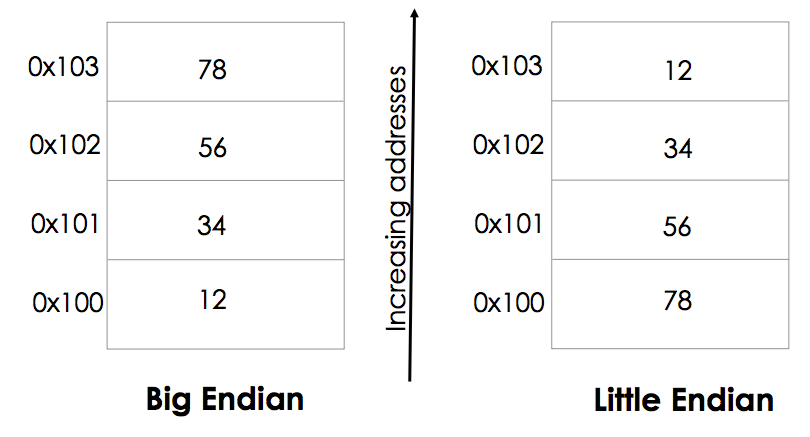 0x103 78
0x102 56
0x101 34
0x100 12
Big Endian
Increasing addresses
0x103 12
0x102 34
0x101 56
0x100 78
Little Endian